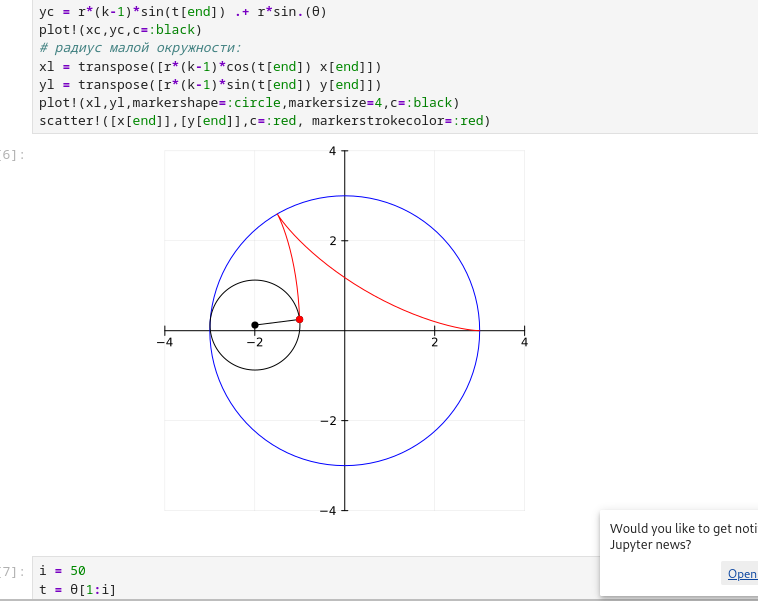 yc = r*(k-1)*sin(t[end]) .+ r*sin.(θ)
plot!(xc,yc,c=:black)
# радиус малой окружности:
xl = transpose([r*(k-1)*cos(t[end]) x[end]])
yl = transpose([r*(k-1)*sin(t[end]) y[end]])
plot!(xl,yl,markershape=:circle,markersize=4,c=:black)
scatter!([x[end]],[y[end]],c=:red, markerstrokecolor=:red)
[6]:
4
2
−4 −2 2 4
−2
−4
Would you like to get noti
Jupyter news?
Open
[7]:
i = 50
t = θ[1:i]